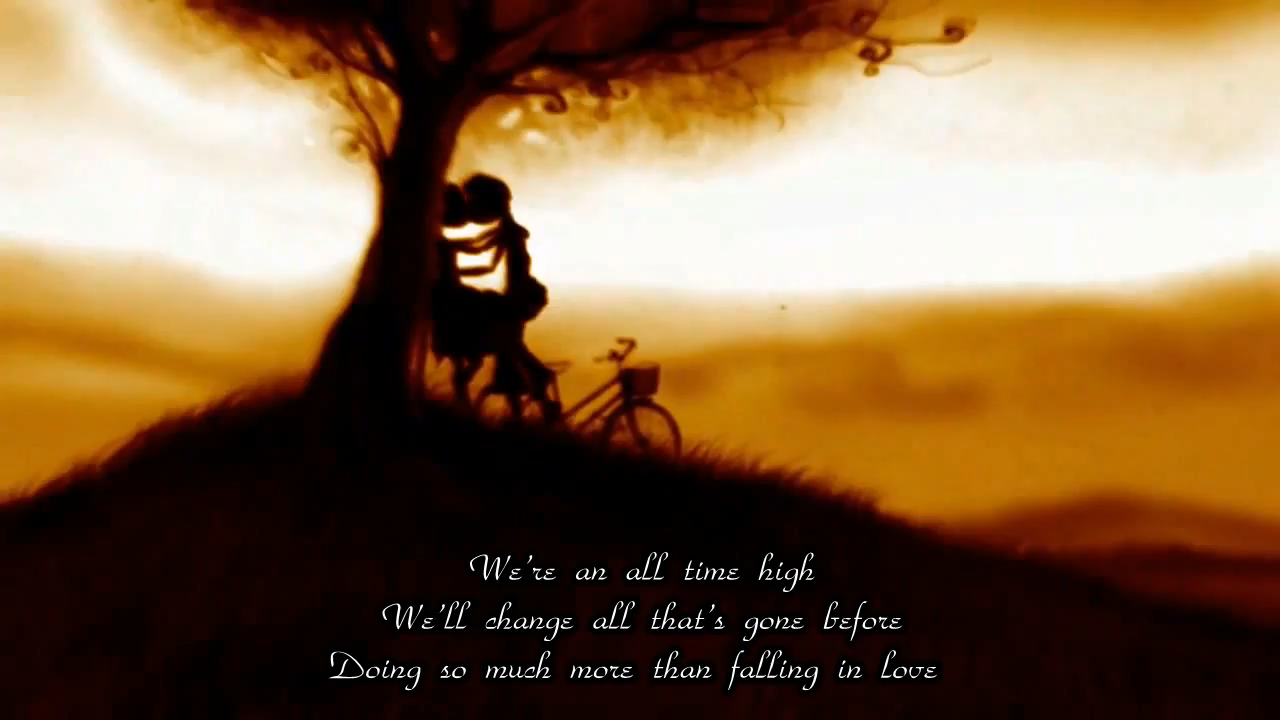 We're an all time high
We'll change all that's gone before
Doing so much more than falling in love